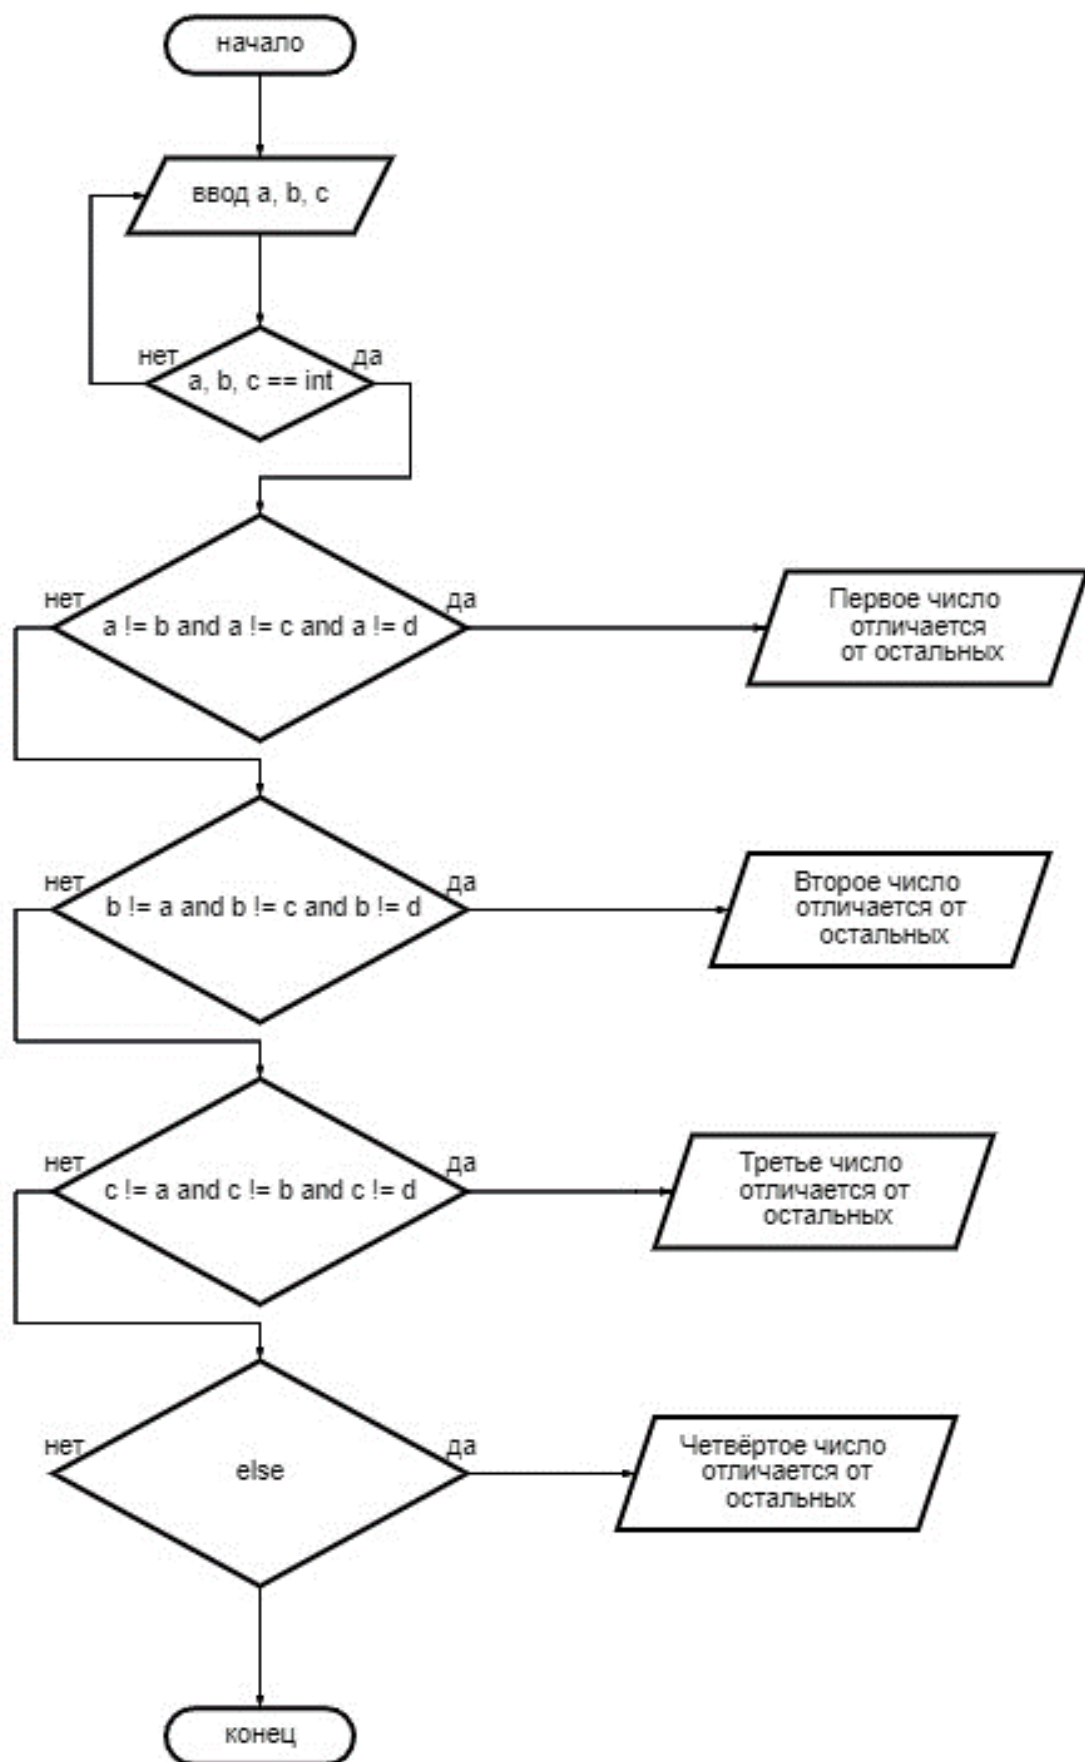 начало
ввод a, b, c
нет
да
a, b, c == int
нет
да
a != b and a != c and a != d
Первое число
отличается
от остальных
нет
да
b != a and b != c and b != d
Второе число
отличается от
остальных
нет
да
c != a and c != b and c != d
Третье число
отличается от
остальных
нет
да
else
Четвёртое число
отличается от
остальных
конец